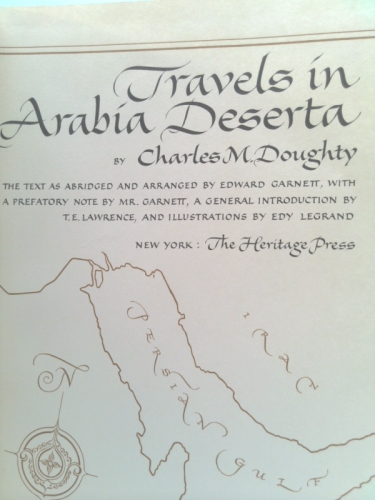 Travels in
Arabia Deserta
BY Charles M. Doughty
THE TEXT AS ABRIDGED AND ARRANGED BY EDWARD GARNETT, WITH
A PREFATORY NOTE BY MR. GARNETT, A GENERAL INTRODUCTION BY
T. E. LAWRENCE, AND ILLUSTRATIONS BY EDY LEGRAND
NEW YORK : The Heritage Press
IRAN
PERSIAN GULF
N